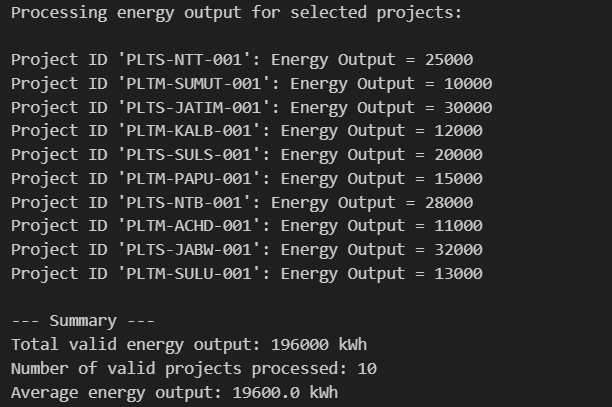 Processing energy output for selected projects:
Project ID 'PLTS-NTT-001': Energy Output = 25000
Project ID 'PLTM-SUMUT-001': Energy Output = 10000
Project ID 'PLTS-JATIM-001': Energy Output = 30000
Project ID 'PLTM-KALB-001': Energy Output = 12000
Project ID 'PLTS-SULS-001': Energy Output = 20000
Project ID 'PLTM-PAPU-001': Energy Output = 15000
Project ID 'PLTS-NTB-001': Energy Output = 28000
Project ID 'PLTM-ACHD-001': Energy Output = 11000
Project ID 'PLTS-JABW-001': Energy Output = 32000
Project ID 'PLTM-SULU-001': Energy Output = 13000
--- Summary ---
Total valid energy output: 196000 kWh
Number of valid projects processed: 10
Average energy output: 19600.0 kWh